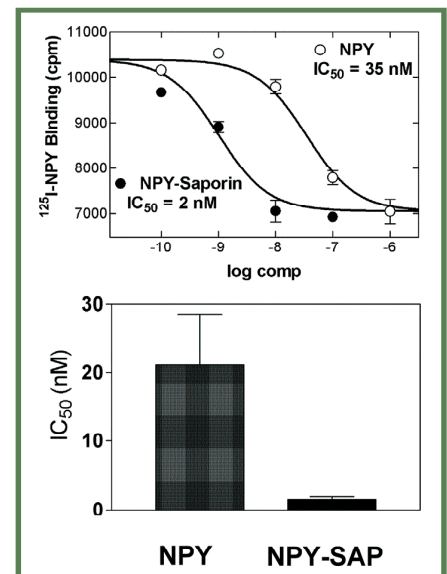 11000
10000
9000
8000
7000
¹²⁵I-NPY BInding (cpm)
NPY
IC₅₀ = 35 nM
NPY-Saporin
IC₅₀ = 2 nM
-10 -9 -8 -7 -6
log comp
30
20
10
0
IC₅₀ (nM)
NPY NPY-SAP